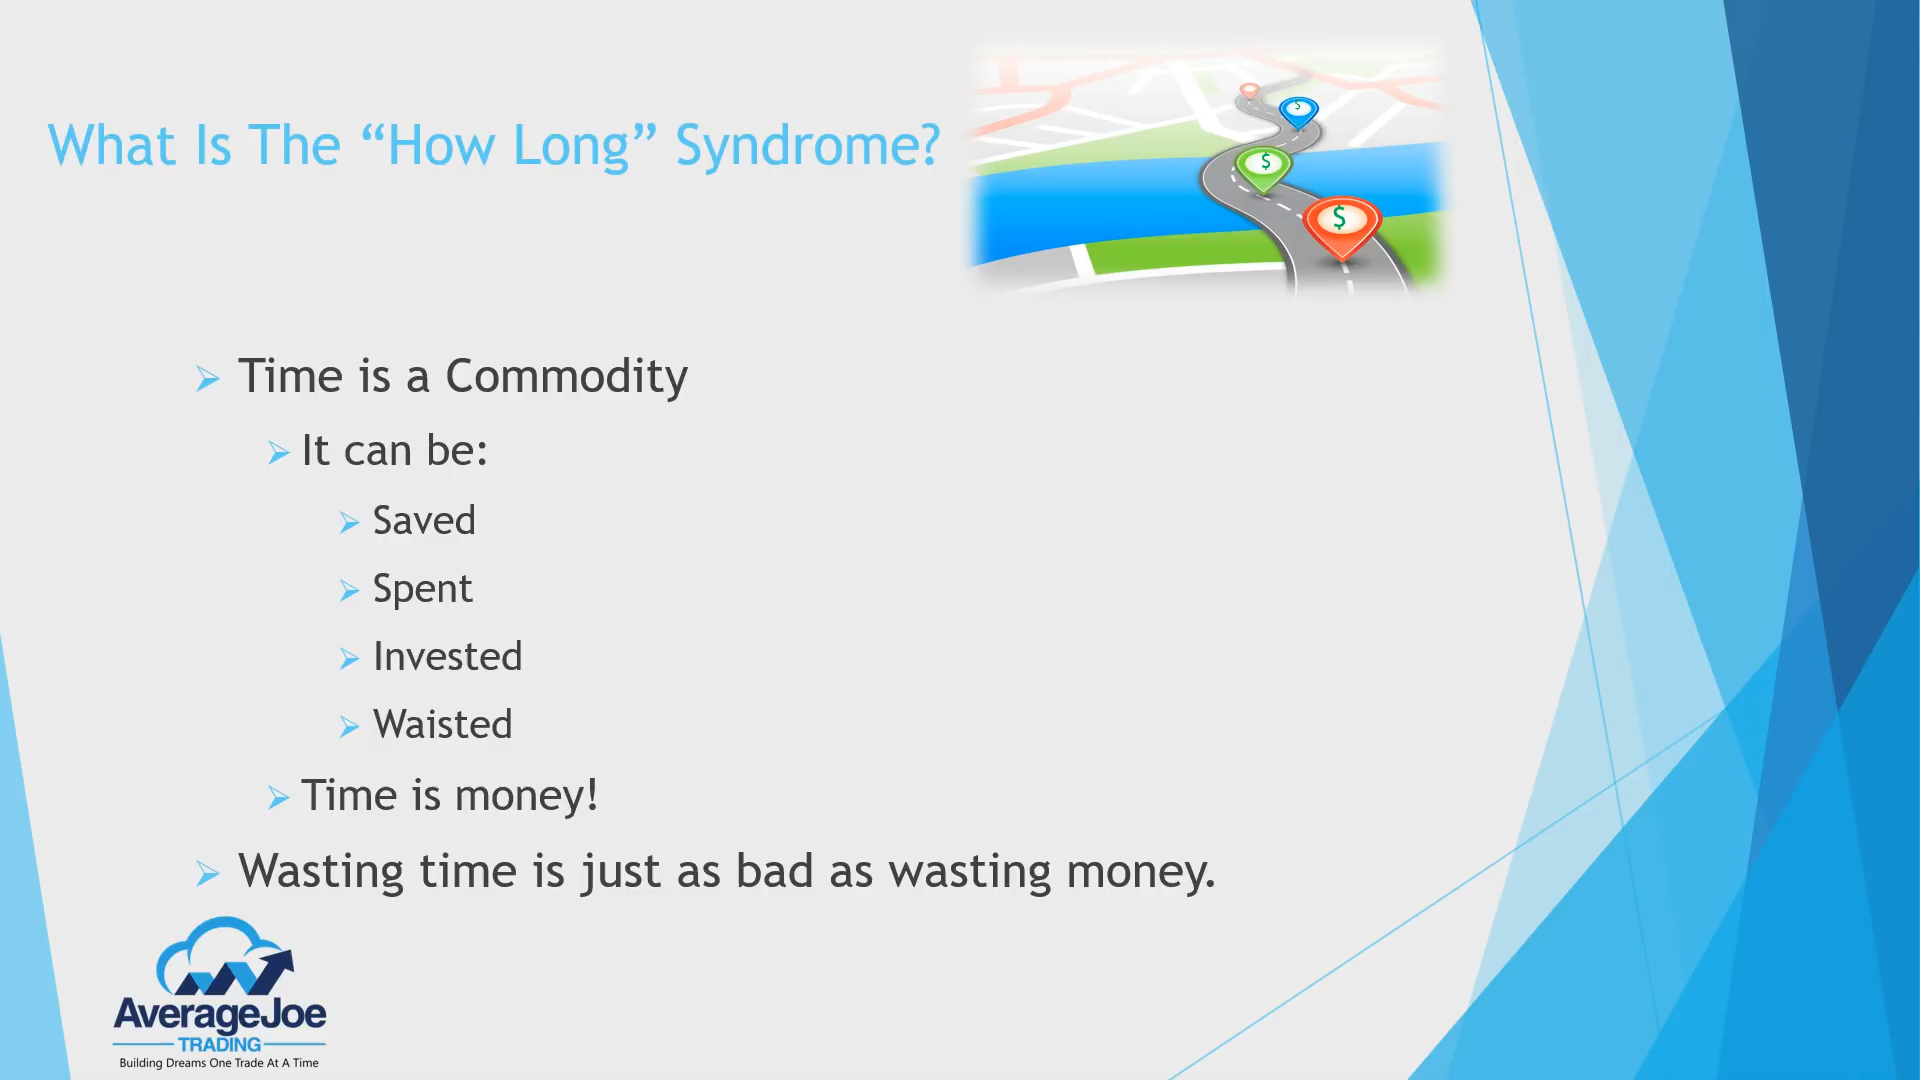 What Is The “How Long” Syndrome?
$
$
$
Time is a Commodity
It can be:
Saved
Spent
Invested
Waisted
Time is money!
Wasting time is just as bad as wasting money.
AverageJoe
TRADING
Building Dreams One Trade At A Time